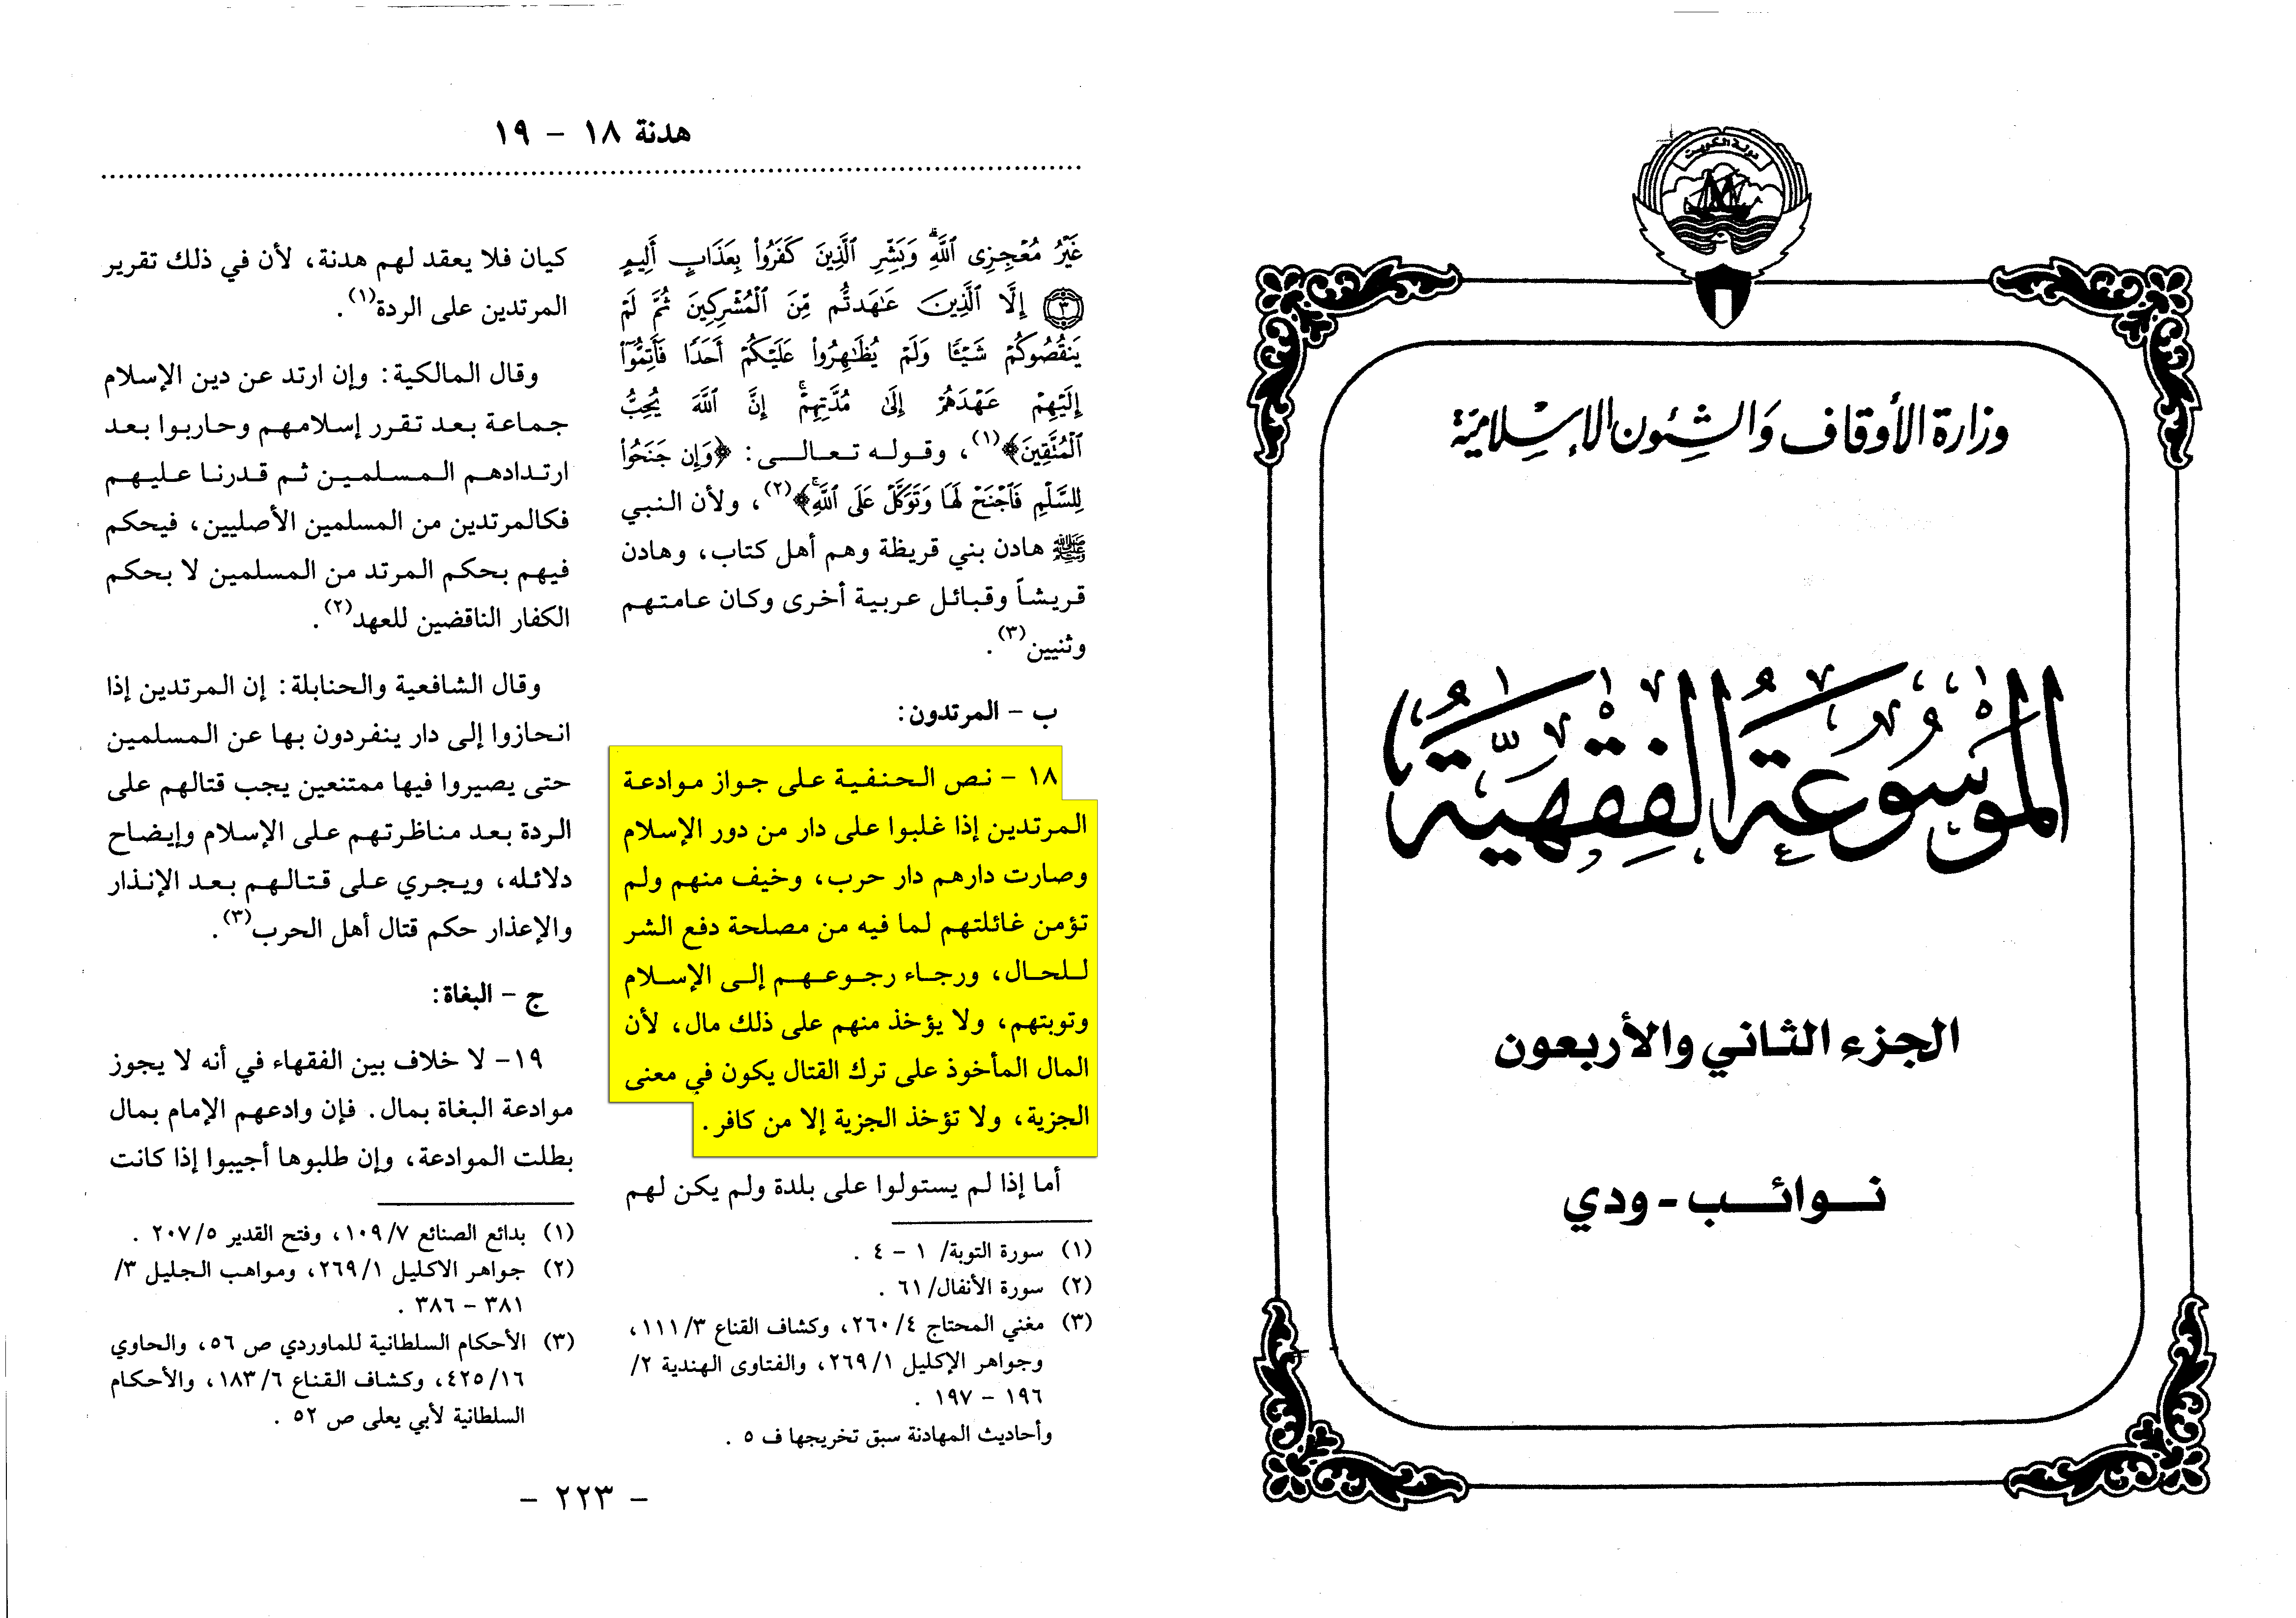 دولة الكويت
وزارة الأوقاف والشئون الإسلامية
الموسوعة الفقهية
الجزء الثاني والأربعون
نوائب - ودي
هدنة ١٨ - ١٩
غَيْرُ مُعْجِزِى ٱللَّهِ ۗ وَبَشِّرِ ٱلَّذِينَ كَفَرُوا۟ بِعَذَابٍ أَلِيمٍ
٣ إِلَّا ٱلَّذِينَ عَـٰهَدتُّم مِّنَ ٱلْمُشْرِكِينَ ثُمَّ لَمْ
يَنقُصُوكُمْ شَيْـًٔا وَلَمْ يُظَـٰهِرُوا۟ عَلَيْكُمْ أَحَدًا فَأَتِمُّوٓا۟
إِلَيْهِمْ عَهْدَهُمْ إِلَىٰ مُدَّتِهِمْ ۚ إِنَّ ٱللَّهَ يُحِبُّ
ٱلْمُتَّقِينَ﴾(١)، وقوله تعالى: ﴿وَإِن جَنَحُوا۟
لِلسَّلْمِ فَٱجْنَحْ لَهَا وَتَوَكَّلْ عَلَى ٱللَّهِ ۚ﴾(٢)، ولأن النبي
ﷺ هادن بني قريظة وهم أهل كتاب، وهادن
قريشاً وقبائل عربية أخرى وكان عامتهم
وثنيين(٣).
ب - المرتدون:
١٨ - نص الحنفية على جواز موادعة
المرتدين إذا غلبوا على دار من دور الإسلام
وصارت دارهم دار حرب، وخيف منهم ولم
تؤمن غائلتهم لما فيه من مصلحة دفع الشر
للحال، ورجاء رجوعهم إلى الإسلام
وتوبتهم، ولا يؤخذ منهم على ذلك مال، لأن
المال المأخوذ على ترك القتال يكون في معنى
الجزية، ولا تؤخذ الجزية إلا من كافر.
أما إذا لم يستولوا على بلدة ولم يكن لهم
(١) سورة التوبة/ ١ - ٤ .
(٢) سورة الأنفال/ ٦١ .
(٣) مغني المحتاج ٤/ ٢٦٠، وكشاف القناع ٣/ ١١١،
وجواهر الإكليل ١/ ٢٦٩، والفتاوى الهندية ٢/
١٩٦ - ١٩٧ .
وأحاديث المهادنة سبق تخريجها ف ٥ .
كيان فلا يعقد لهم هدنة، لأن في ذلك تقرير
المرتدين على الردة(١).
وقال المالكية: وإن ارتد عن دين الإسلام
جماعة بعد تقرر إسلامهم وحاربوا بعد
ارتدادهم المسلمين ثم قدرنا عليهم
فكالمرتدين من المسلمين الأصليين، فيحكم
فيهم بحكم المرتد من المسلمين لا بحكم
الكفار الناقضين للعهد(٢).
وقال الشافعية والحنابلة: إن المرتدين إذا
انحازوا إلى دار ينفردون بها عن المسلمين
حتى يصيروا فيها ممتنعين يجب قتالهم على
الردة بعد مناظرتهم على الإسلام وإيضاح
دلائله، ويجري على قتالهم بعد الإنذار
والإعذار حكم قتال أهل الحرب(٣).
ج - البغاة:
١٩- لا خلاف بين الفقهاء في أنه لا يجوز
موادعة البغاة بمال. فإن وادعهم الإمام بمال
بطلت الموادعة، وإن طلبوها أجيبوا إذا كانت
(١) بدائع الصنائع ٧/ ١٠٩، وفتح القدير ٥/ ٢٠٧ .
(٢) جواهر الاكليل ١/ ٢٦٩، ومواهب الجليل ٣/
٣٨١ - ٣٨٦ .
(٣) الأحكام السلطانية للماوردي ص ٥٦، والحاوي
١٦/ ٤٢٥، وكشاف القناع ٦/ ١٨٣، والأحكام
السلطانية لأبي يعلى ص ٥٢ .
- ٢٢٣ -